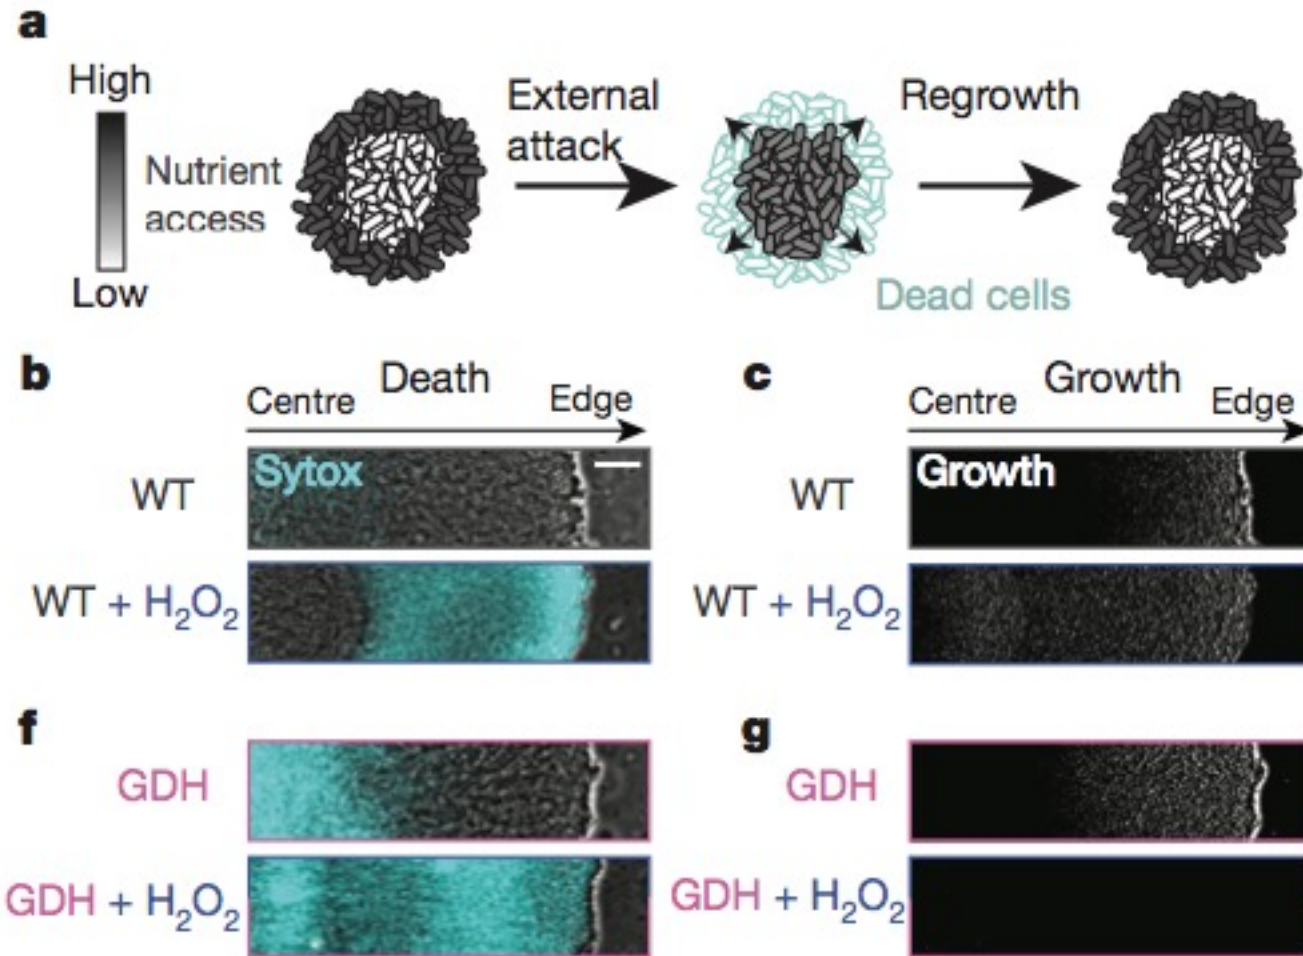 a
High
Nutrient
access
Low
External
attack
Regrowth
Dead cells
b
Death
Centre
Edge
Sytox
WT
WT + H₂O₂
c
Growth
Centre
Edge
Growth
WT
WT + H₂O₂
f
GDH
GDH + H₂O₂
g
GDH
GDH + H₂O₂